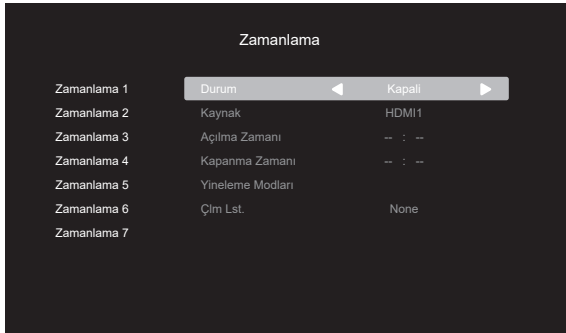 Zamanlama
Zamanlama 1 Durum Kapali
Zamanlama 2 Kaynak HDMI1
Zamanlama 3 Açılma Zamanı -- : --
Zamanlama 4 Kapanma Zamanı -- : --
Zamanlama 5 Yineleme Modları
Zamanlama 6 Çlm Lst. None
Zamanlama 7